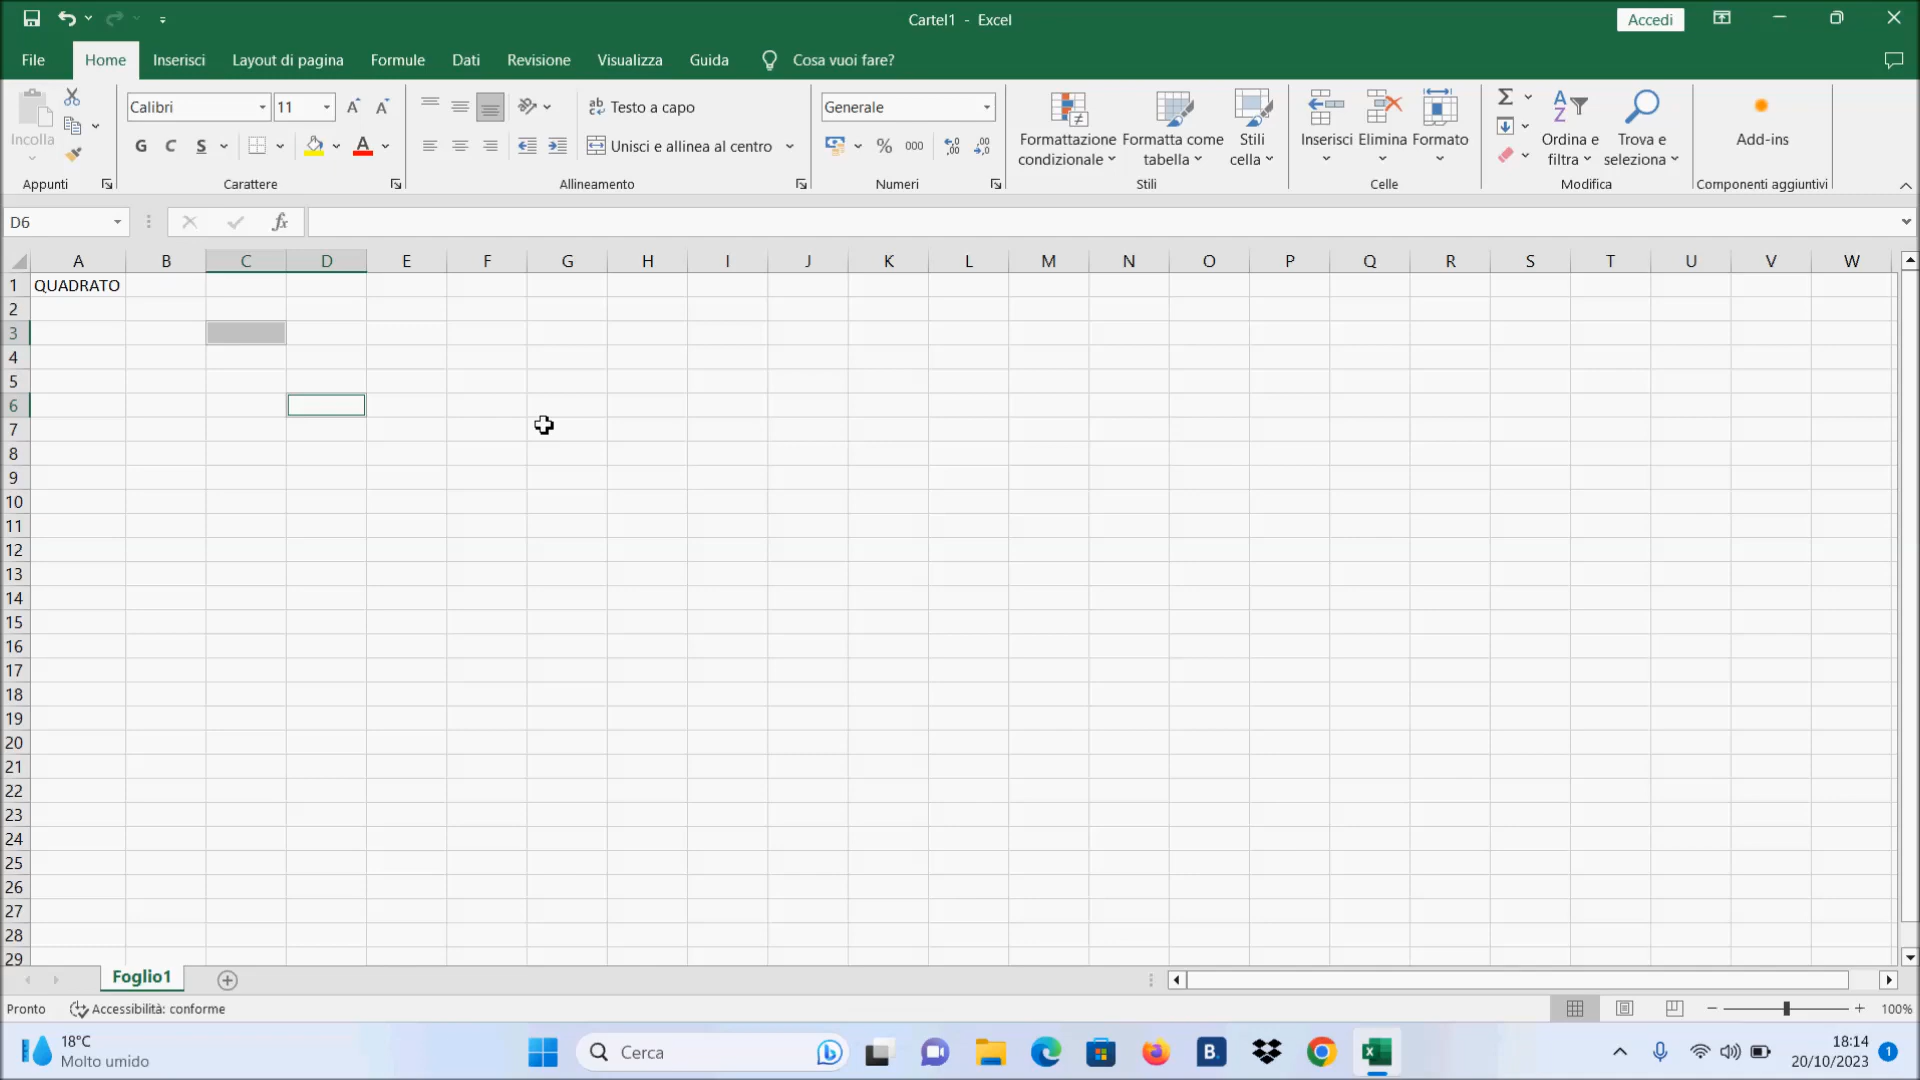 Cartel1 - Excel
Accedi
File Home Inserisci Layout di pagina Formule Dati Revisione Visualizza Guida Cosa vuoi fare?
Incolla
Calibri 11
Testo a capo
Generale
G C S
Unisci e allinea al centro
% 000
Formattazione condizionale
Formatta come tabella
Stili cella
Inserisci Elimina Formato
Ordina e filtra
Trova e seleziona
Add-ins
Appunti Carattere Allineamento Numeri Stili Celle Modifica Componenti aggiuntivi
D6 fx
A B C D E F G H I J K L M N O P Q R S T U V W
1 QUADRATO
2
3
4
5
6
7
8
9
10
11
12
13
14
15
16
17
18
19
20
21
22
23
24
25
26
27
28
29
Foglio1
Pronto Accessibilità: conforme 100%
18°C
Molto umido
Cerca
18:14
20/10/2023
1